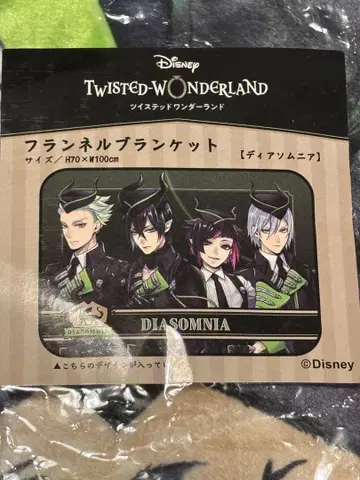 Disney
TWISTED-WONDERLAND
ツイステッドワンダーランド
フランネルブランケット
サイズ/H70×W100cm
【ディアソムニア】
DIASOMNIA
DIASOMNIA
▲こちらのデザインが入ってい
©Disney